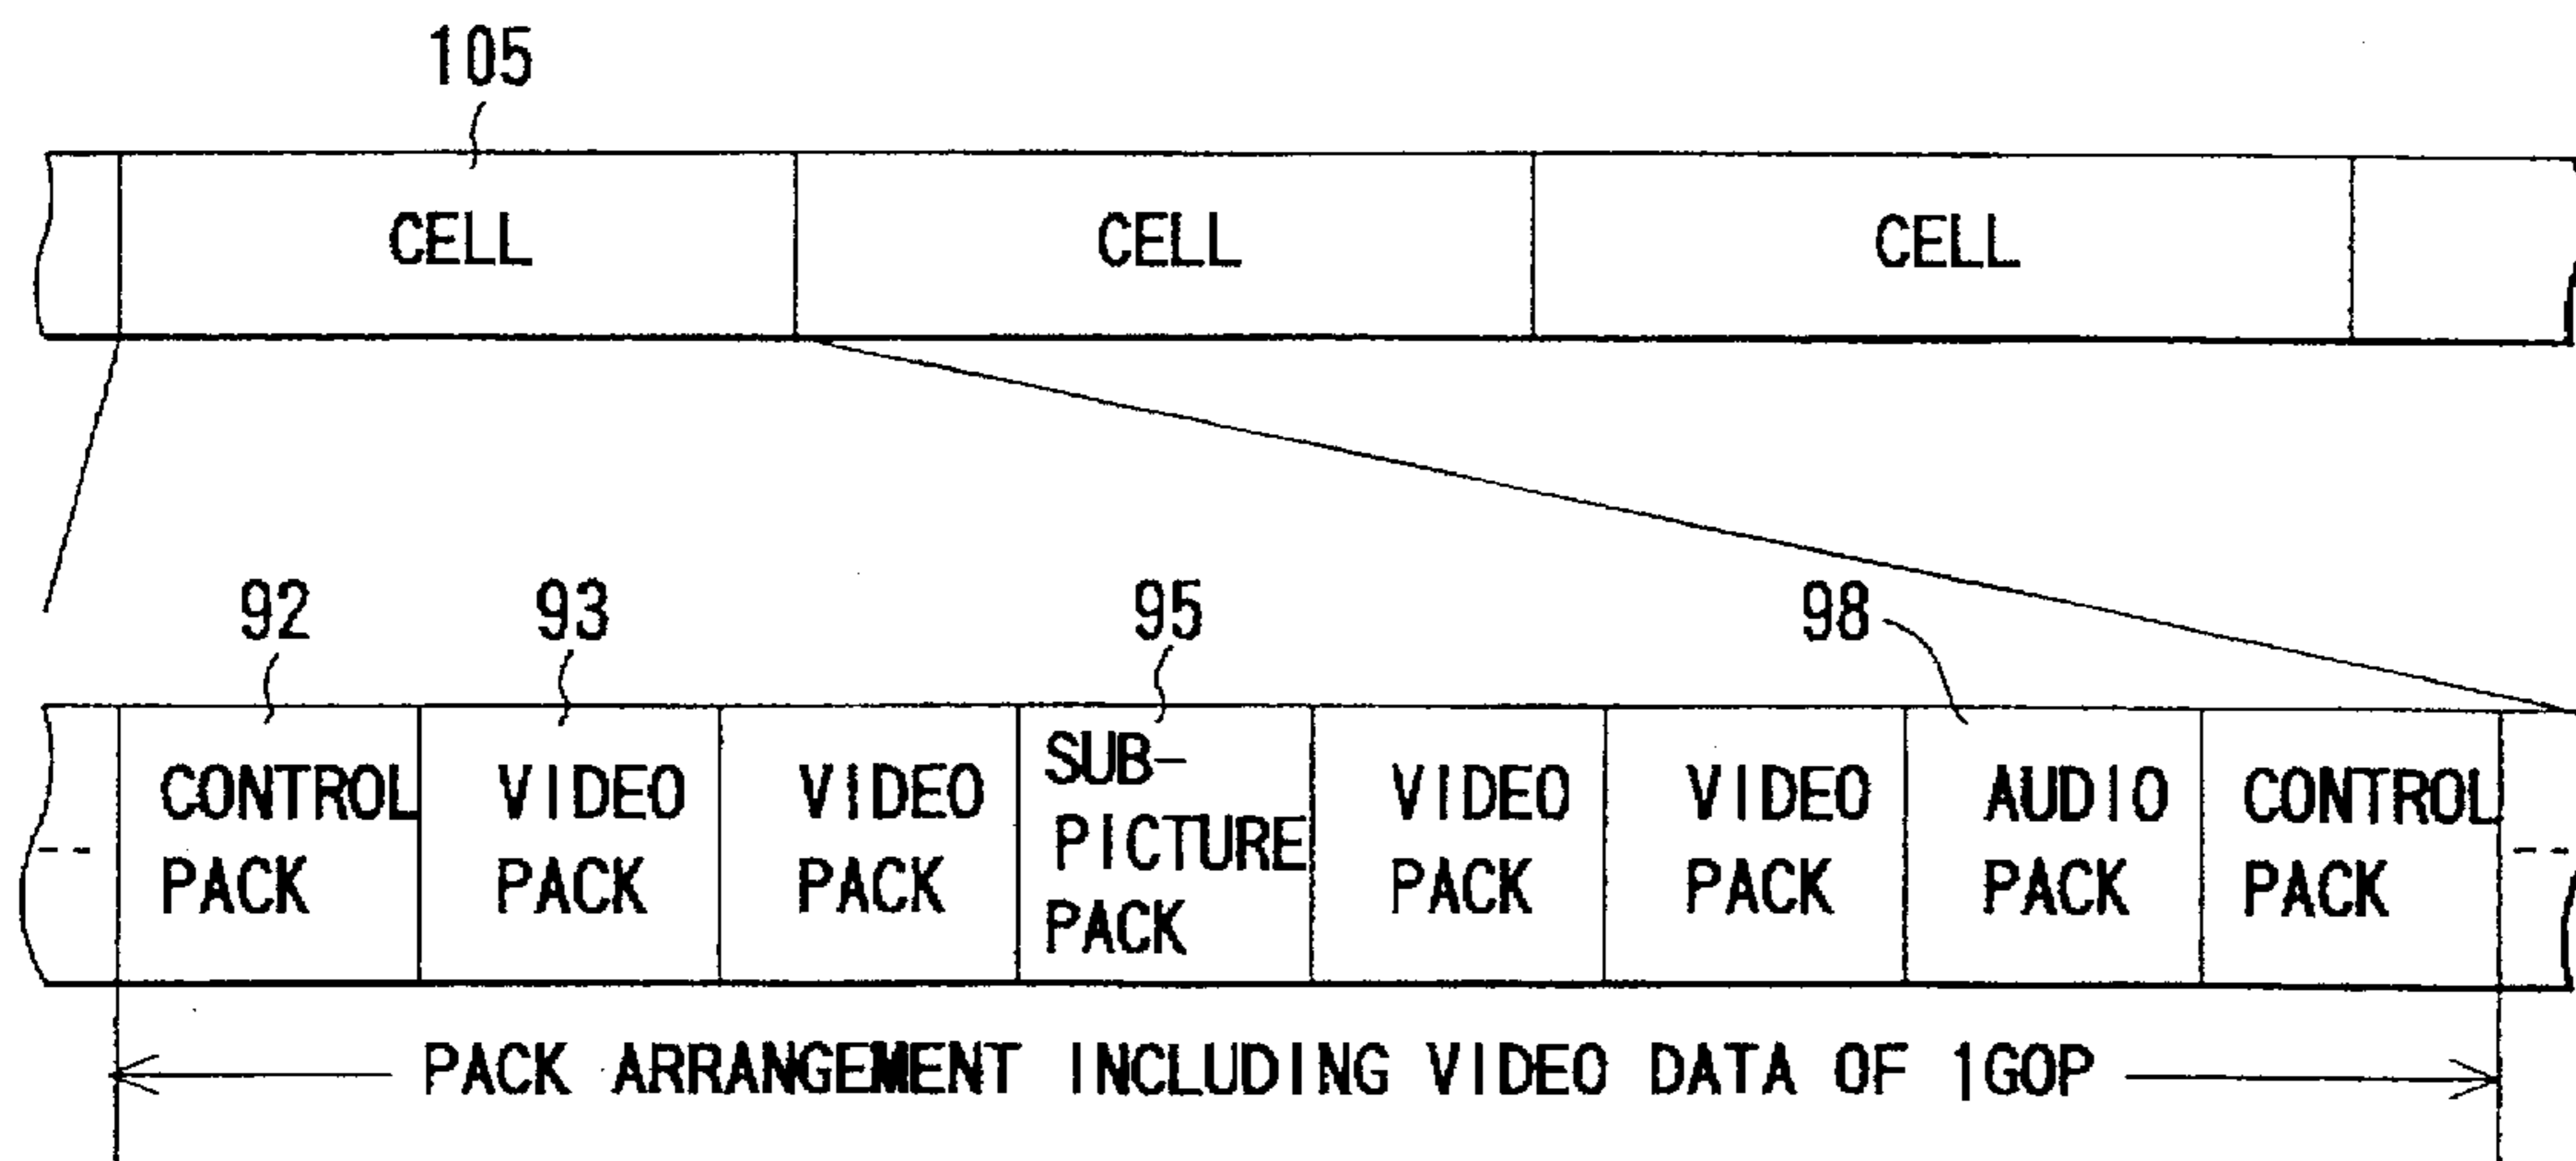 105
CELL CELL CELL
92 93 95 98
CONTROL PACK
VIDEO PACK
VIDEO PACK
SUB-PICTURE PACK
VIDEO PACK
VIDEO PACK
AUDIO PACK
CONTROL PACK
PACK ARRANGEMENT INCLUDING VIDEO DATA OF 1GOP